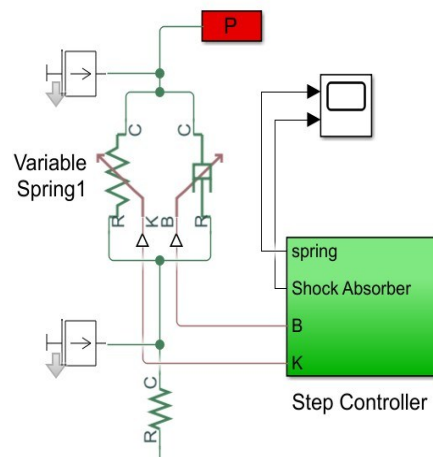 P
C
C
Variable
Spring1
R
K
B
R
spring
Shock Absorber
B
K
C
R
Step Controller